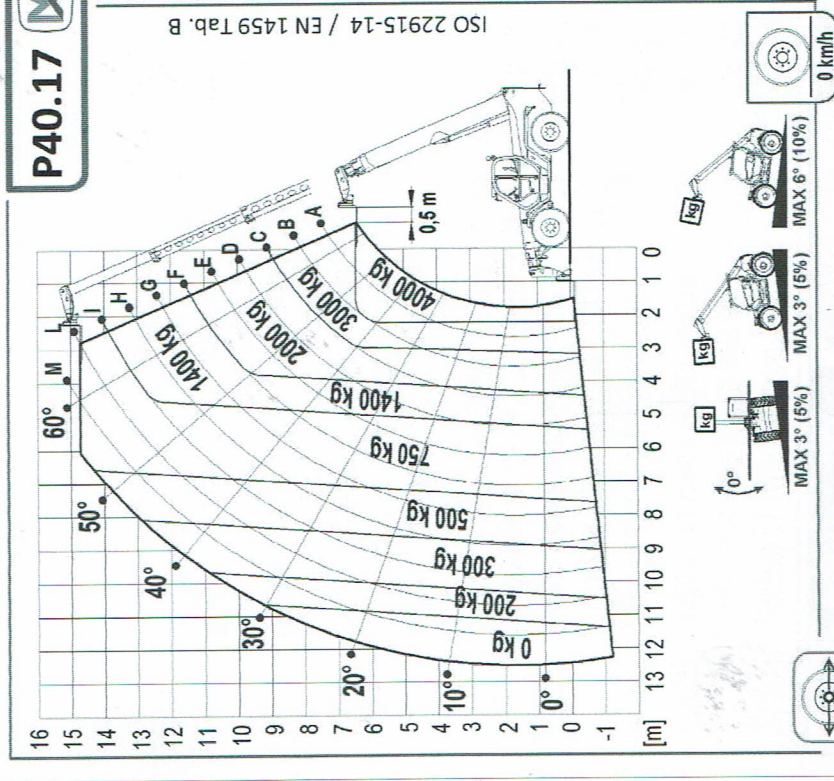 P40.17
ISO 22915-14 / EN 1459 Tab. B
16
15
14
13
12
11
10
9
8
7
6
5
4
3
2
1
0
-1
[m]
13 12 11 10 9 8 7 6 5 4 3 2 1 0
60°
50°
40°
30°
20°
10°
0°
M
L
I
H
G
F
E
D
C
B
A
4000 kg
3000 kg
2000 kg
1400 kg
1400 kg
750 kg
500 kg
300 kg
200 kg
0 kg
0,5 m
0°
kg
MAX 3° (5%)
kg
MAX 3° (5%)
kg
MAX 6° (10%)
0 km/h